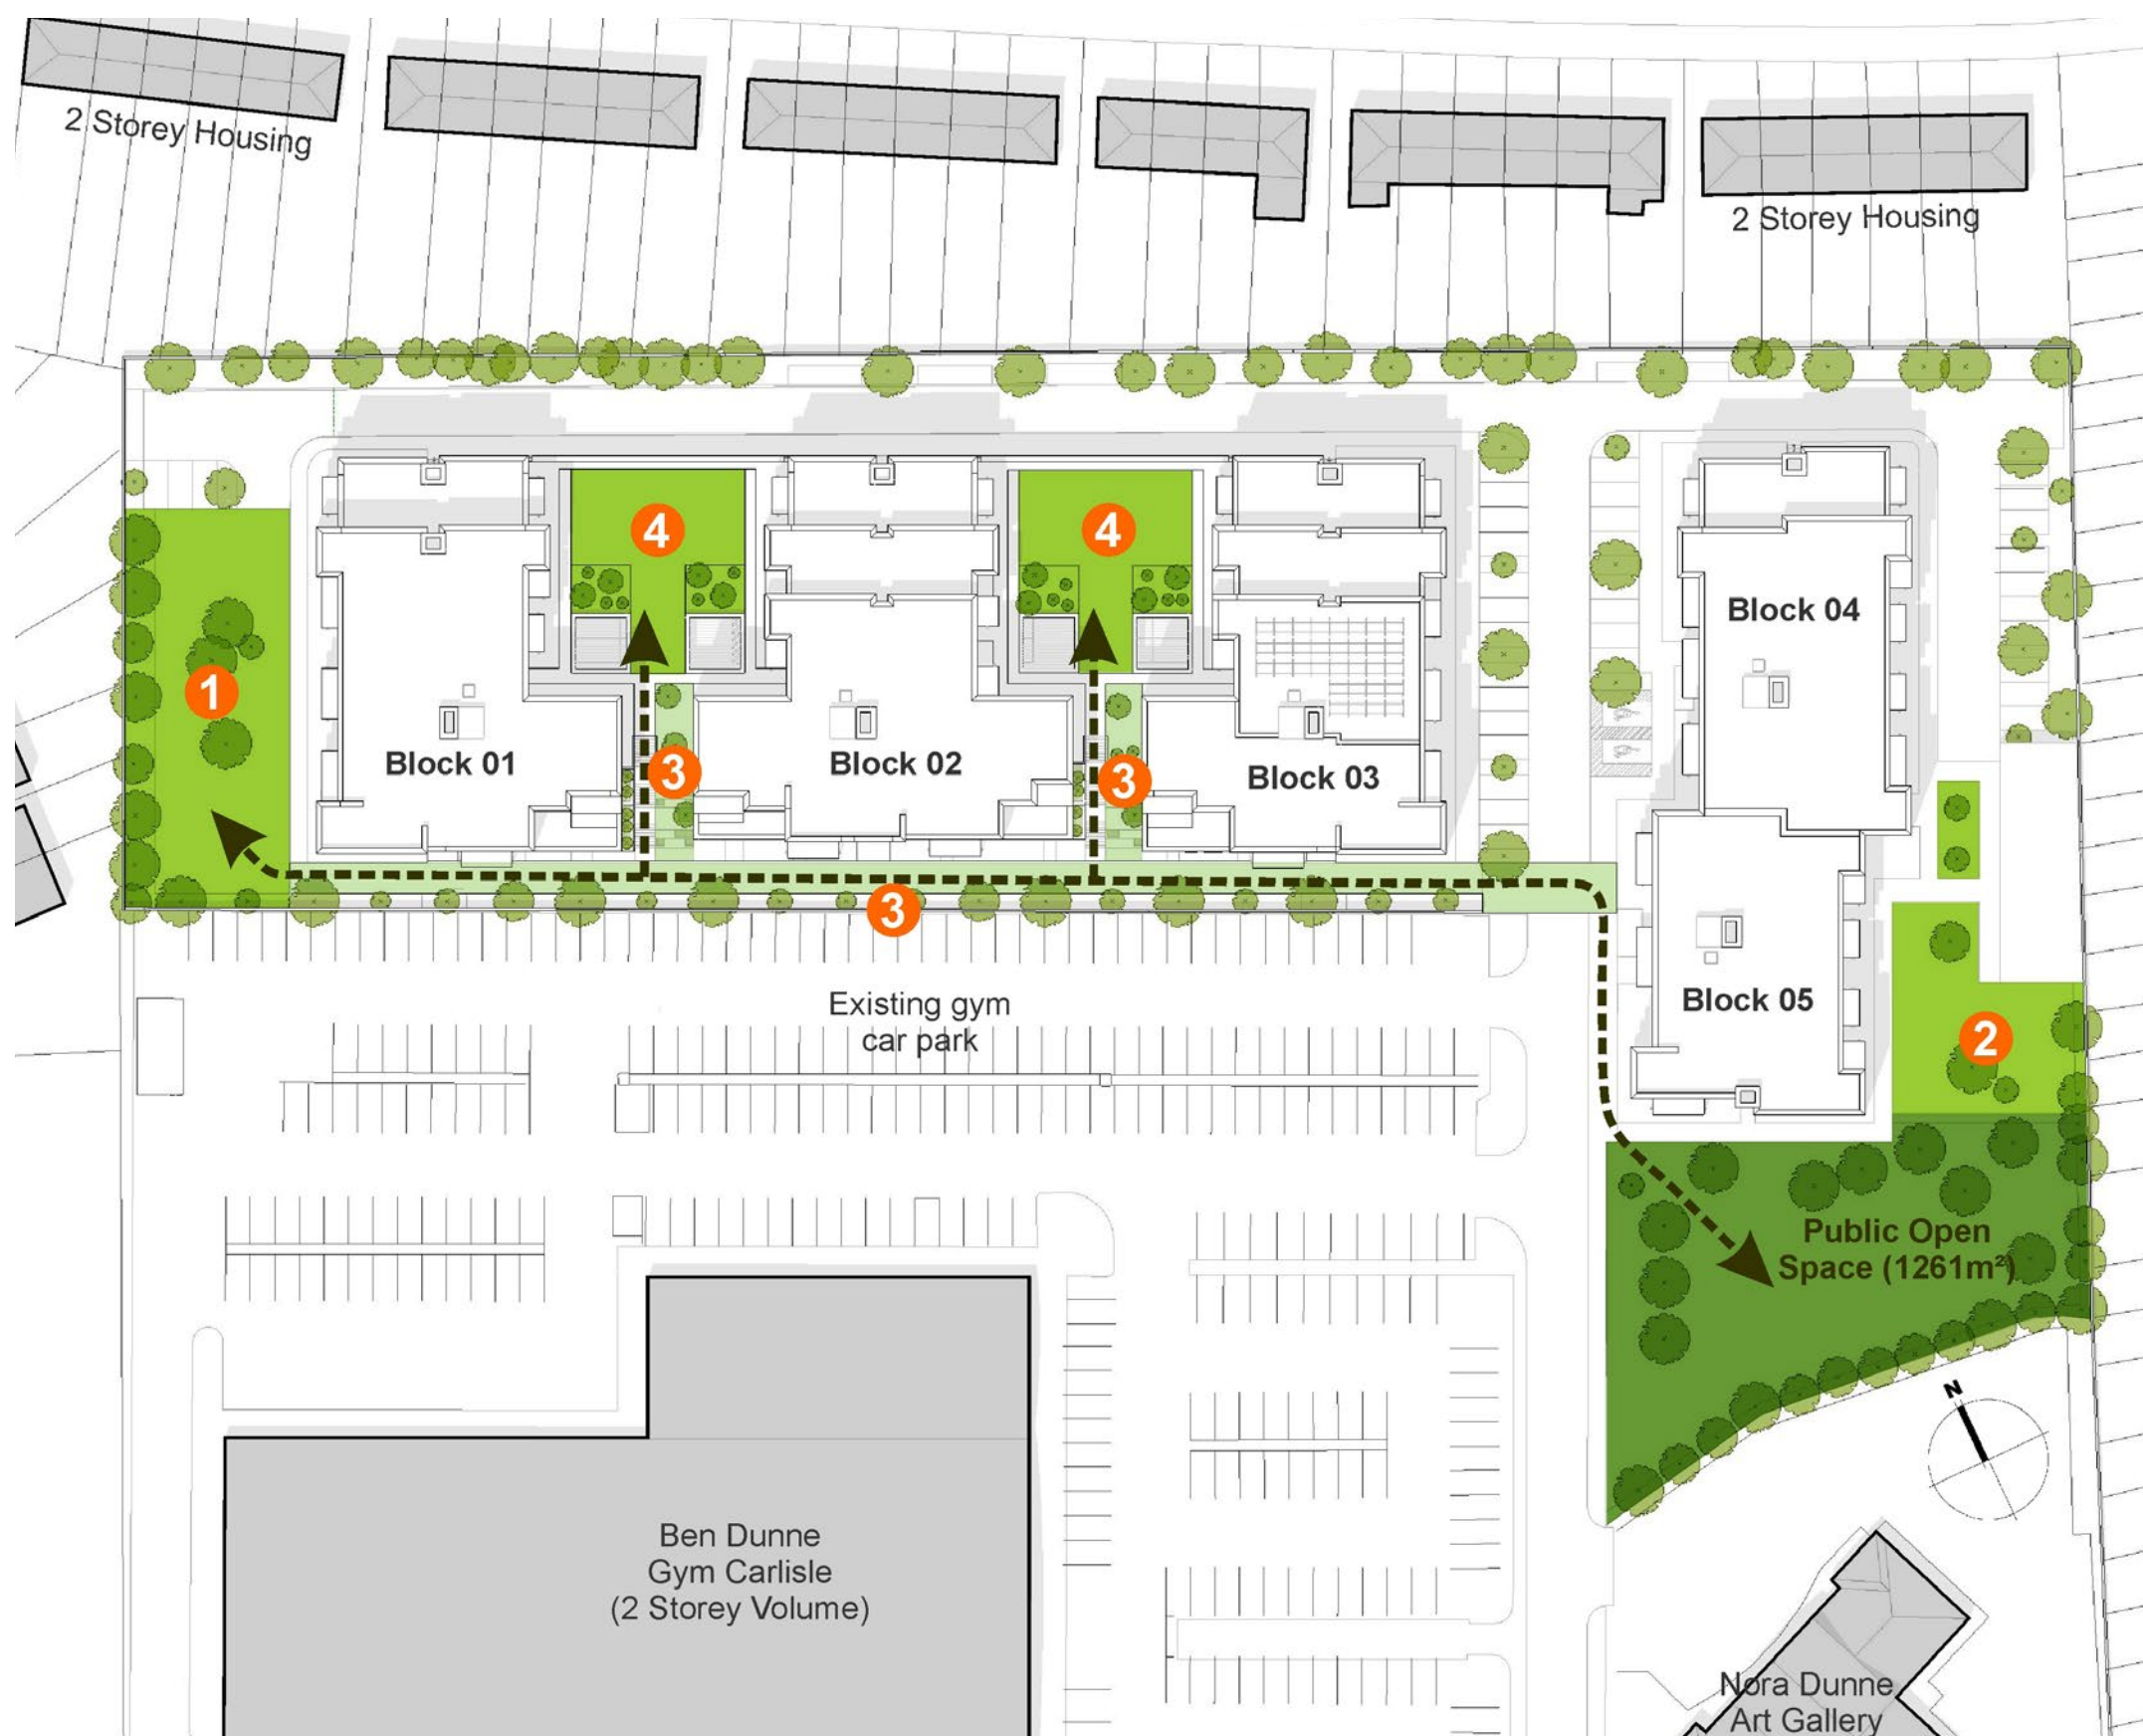 2 Storey Housing
2 Storey Housing
4
4
Block 04
1
Block 01
3
Block 02
3
Block 03
3
Existing gym
car park
Block 05
2
Public Open
Space (1261m²)
N
Ben Dunne
Gym Carlisle
(2 Storey Volume)
Nora Dunne
Art Gallery